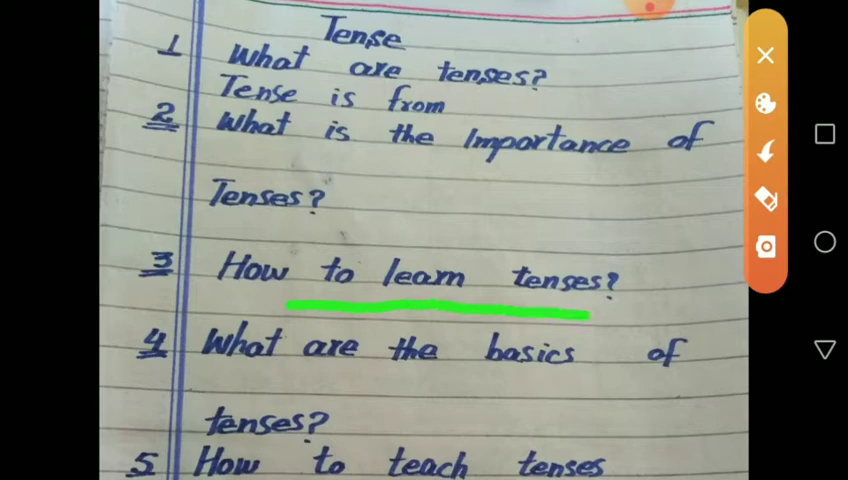 Tense
1 What are tenses?
Tense is from
2 What is the Importance of
Tenses?
3 How to learn tenses?
4 What are the basics of
tenses?
5 How to teach tenses